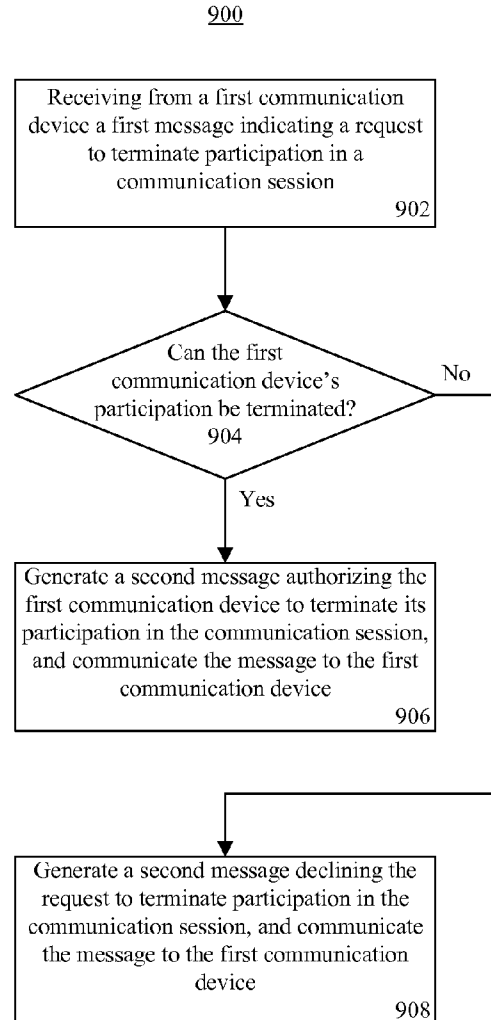 900
Receiving from a first communication
device a first message indicating a request
to terminate participation in a
communication session
902
Can the first
communication device's
participation be terminated?
904
No
Yes
Generate a second message authorizing the
first communication device to terminate its
participation in the communication session,
and communicate the message to the first
communication device
906
Generate a second message declining the
request to terminate participation in the
communication session, and communicate
the message to the first communication
device
908